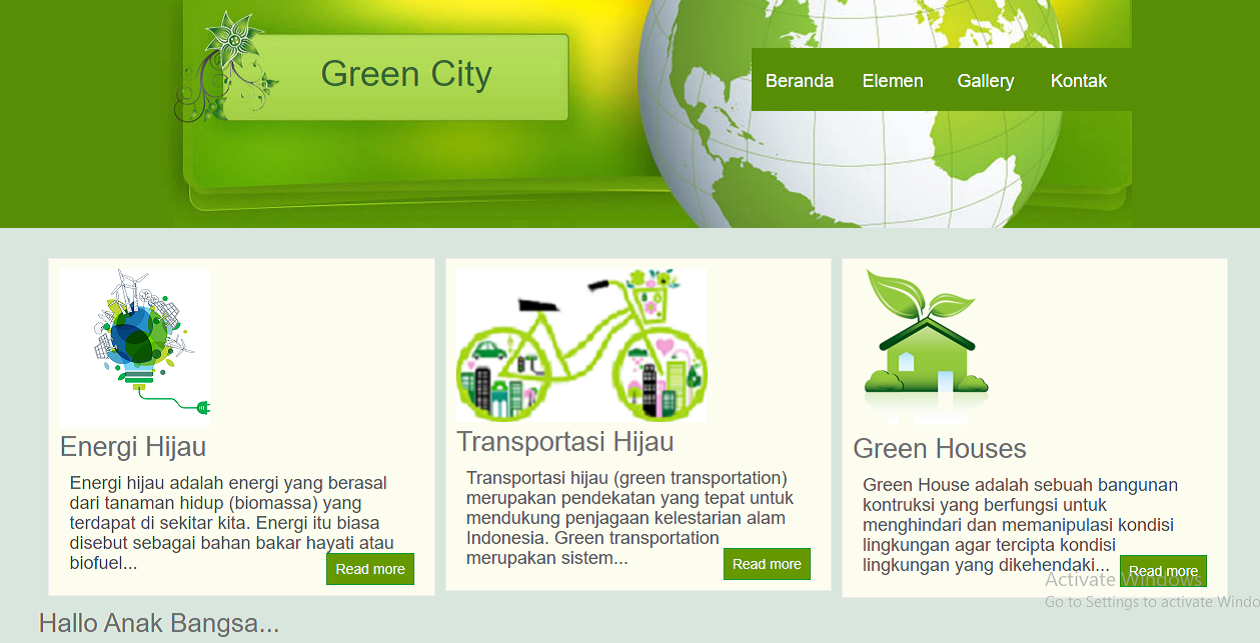 Green City
Beranda Elemen Gallery Kontak
Energi Hijau
Energi hijau adalah energi yang berasal
dari tanaman hidup (biomassa) yang
terdapat di sekitar kita. Energi itu biasa
disebut sebagai bahan bakar hayati atau
biofuel...
Read more
Transportasi Hijau
Transportasi hijau (green transportation)
merupakan pendekatan yang tepat untuk
mendukung penjagaan kelestarian alam
Indonesia. Green transportation
merupakan sistem...
Read more
Green Houses
Green House adalah sebuah bangunan
kontruksi yang berfungsi untuk
menghindari dan memanipulasi kondisi
lingkungan agar tercipta kondisi
lingkungan yang dikehendaki...
Read more
Hallo Anak Bangsa...
Activate Windows
Go to Settings to activate Windo